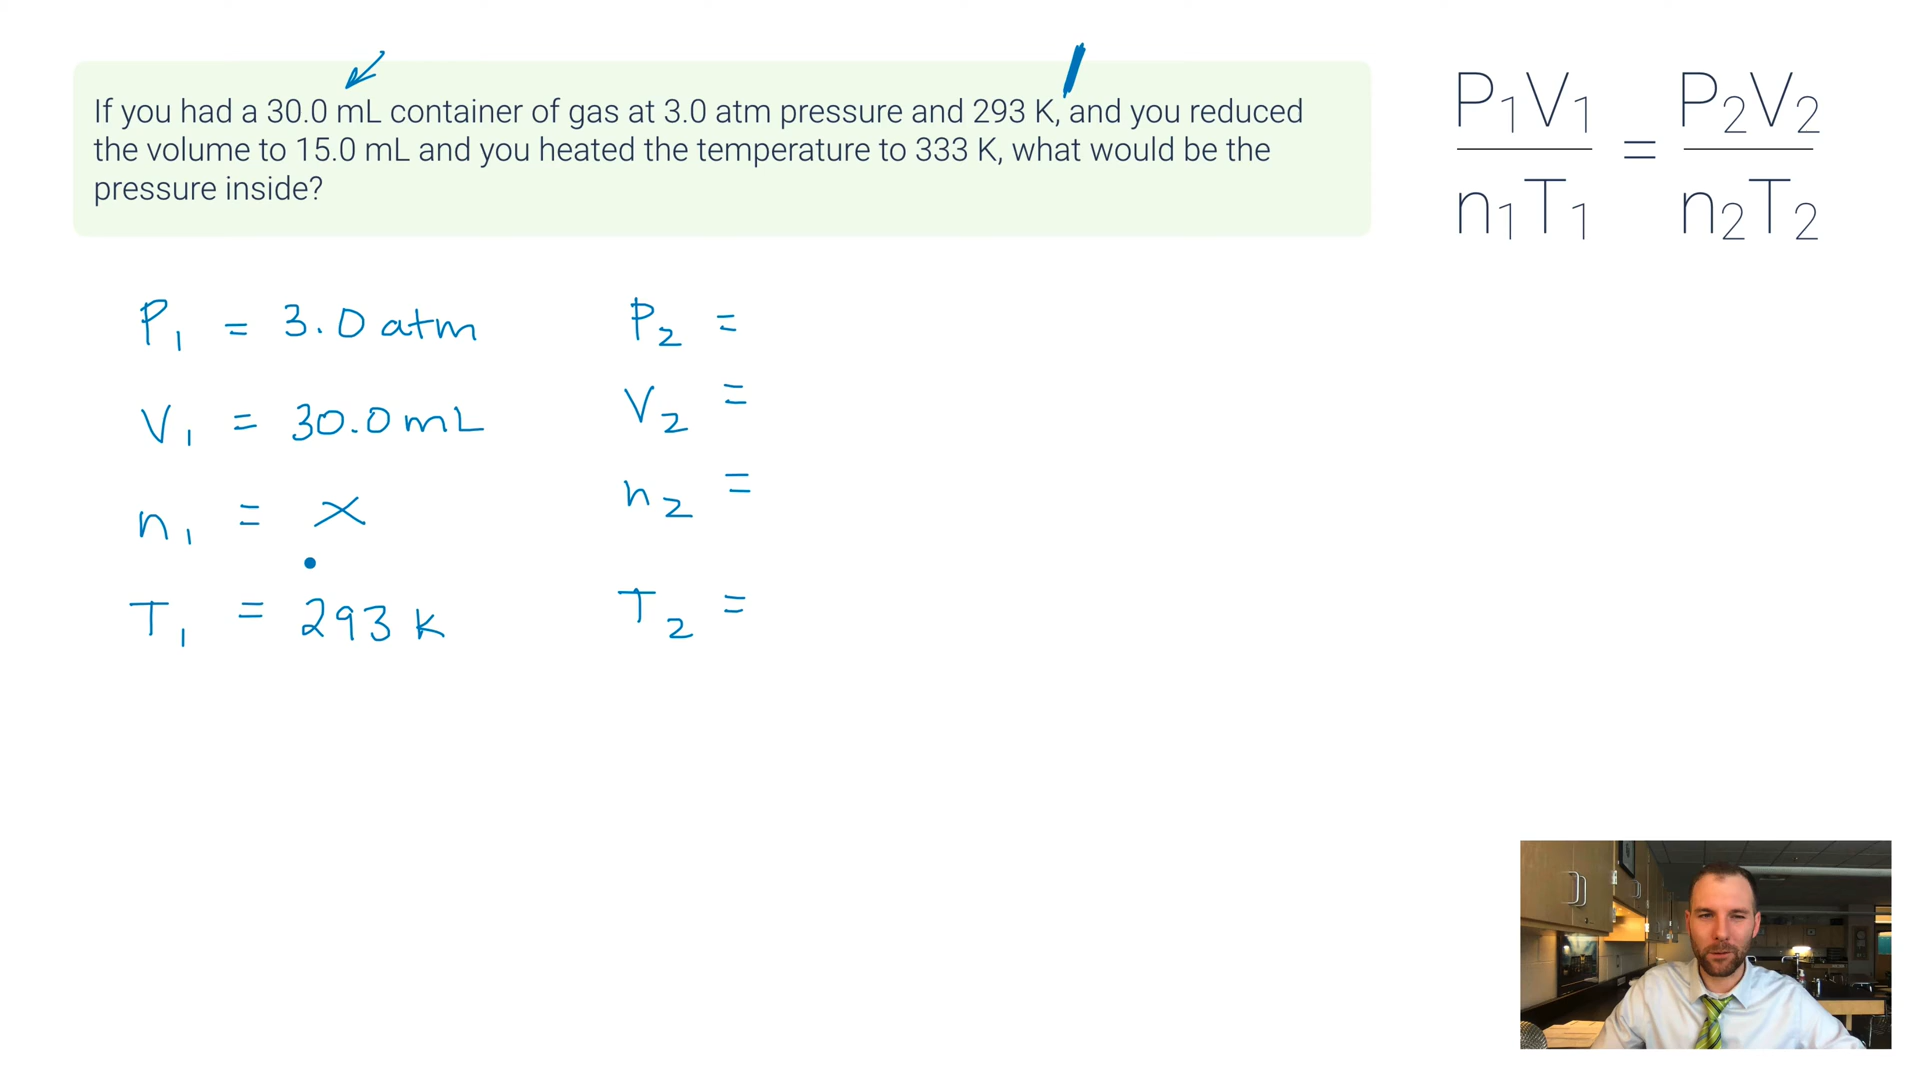 If you had a 30.0 mL container of gas at 3.0 atm pressure and 293 K, and you reduced
the volume to 15.0 mL and you heated the temperature to 333 K, what would be the
pressure inside?
P₁V₁ / n₁T₁ = P₂V₂ / n₂T₂
P₁ = 3.0 atm
V₁ = 30.0 mL
n₁ = X
T₁ = 293 K
P₂ =
V₂ =
n₂ =
T₂ =